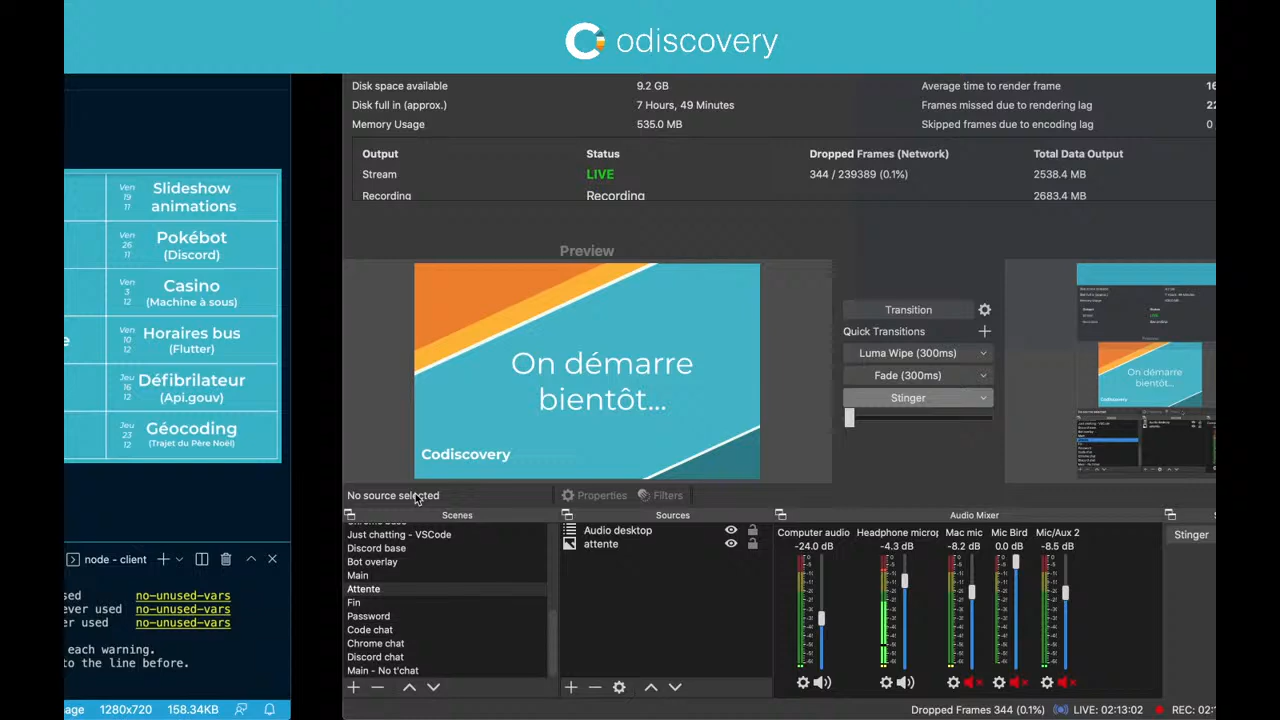 odiscovery
Disk space available 9.2 GB Average time to render frame 16
Disk full in (approx.) 7 Hours, 49 Minutes Frames missed due to rendering lag 22
Memory Usage 535.0 MB Skipped frames due to encoding lag 0
Output Status Dropped Frames (Network) Total Data Output
Stream LIVE 344 / 239389 (0.1%) 2538.4 MB
Recording Recording 2683.4 MB
Ven 19 11 Slideshow animations
Ven 26 11 Pokébot (Discord)
Ven 3 12 Casino (Machine à sous)
e Ven 10 12 Horaires bus (Flutter)
Jeu 16 12 Défibrilateur (Api.gouv)
Jeu 23 12 Géocoding (Trajet du Père Noël)
Preview
On démarre
bientôt...
Codiscovery
Transition
Quick Transitions
Luma Wipe (300ms)
Fade (300ms)
Stinger
On démarre
bientôt...
Codiscovery
No source selected Properties Filters
Scenes Sources Audio Mixer
Just chatting - VSCode
Discord base
Bot overlay
Main
Attente
Fin
Password
Code chat
Chrome chat
Discord chat
Main - No t'chat
Audio desktop
attente
Computer audio Headphone microp Mac mic Mic Bird Mic/Aux 2
-24.0 dB -4.3 dB -8.2 dB 0.0 dB -8.5 dB
Stinger
node - client
sed no-unused-vars
ever used no-unused-vars
er used no-unused-vars
each warning.
to the line before.
age 1280x720 158.34KB
Dropped Frames 344 (0.1%) LIVE: 02:13:02 REC: 02: